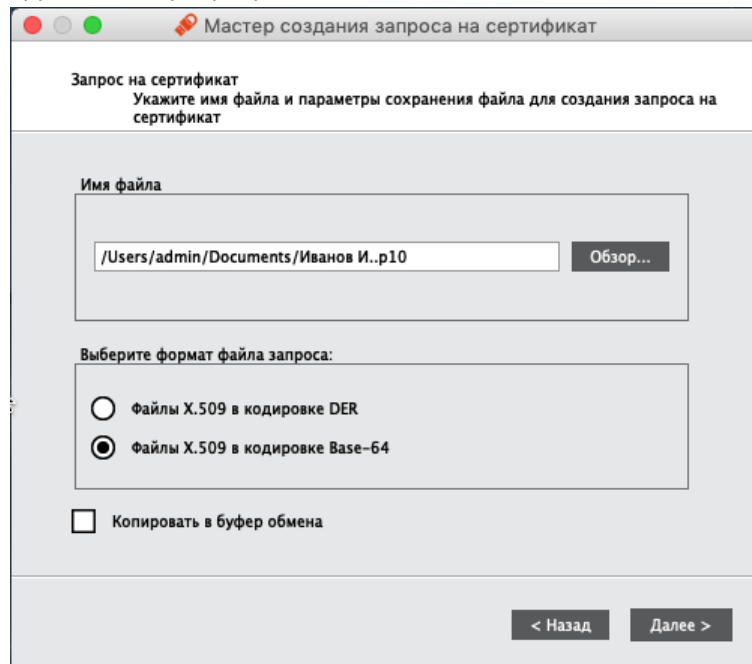 Мастер создания запроса на сертификат
Запрос на сертификат
Укажите имя файла и параметры сохранения файла для создания запроса на
сертификат
Имя файла
/Users/admin/Documents/Иванов И..p10
Обзор...
Выберите формат файла запроса:
Файлы X.509 в кодировке DER
Файлы X.509 в кодировке Base-64
Копировать в буфер обмена
< Назад
Далее >